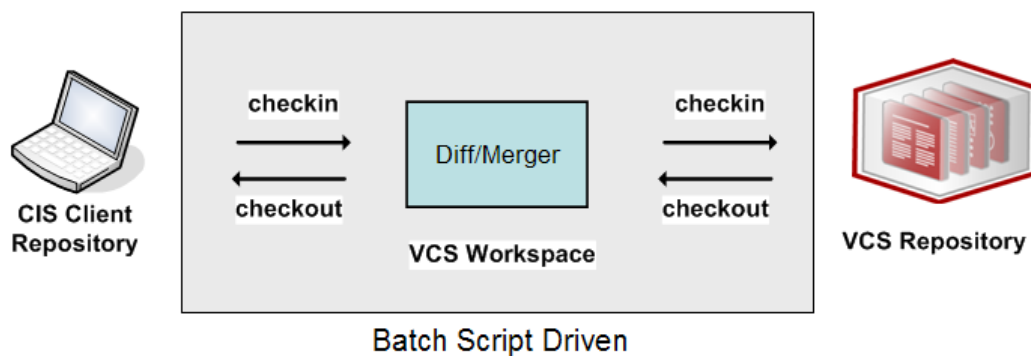 checkin
checkin
Diff/Merger
checkout
checkout
CIS Client
Repository
VCS Workspace
VCS Repository
Batch Script Driven